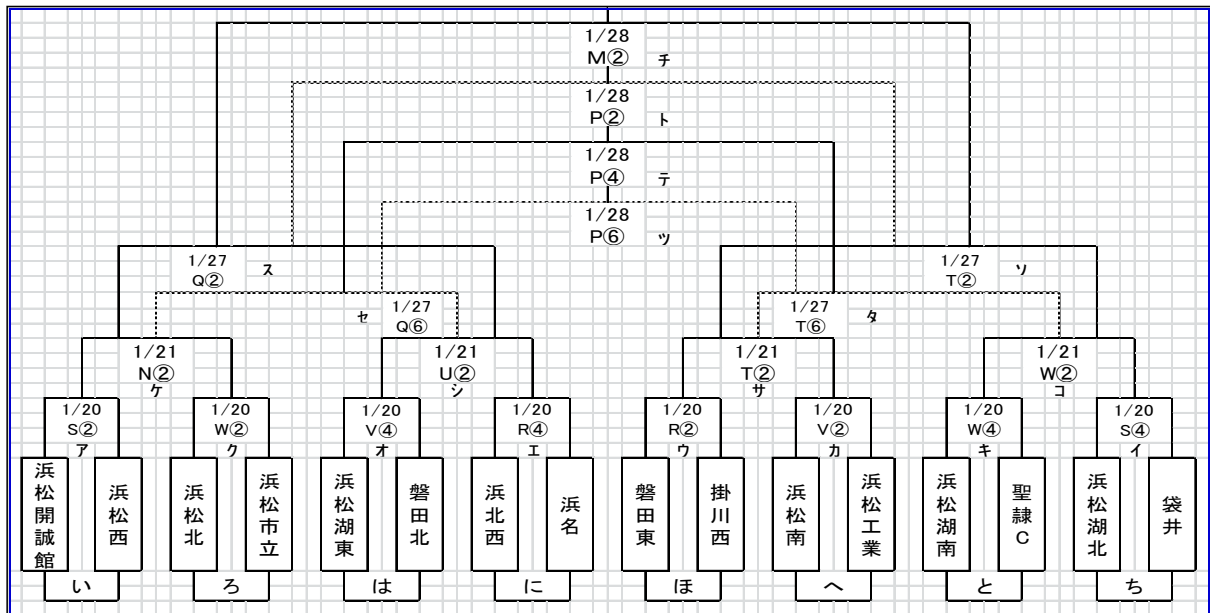 1/28
M② チ
1/28
P② ト
1/28
P④ テ
1/28
P⑥ ツ
1/27
Q② ス
1/27
T② ソ
セ 1/27
Q⑥
1/27
T⑥ タ
1/21
N②
ケ
1/21
U②
シ
1/21
T②
サ
1/21
W②
コ
1/20
S②
ア
1/20
W②
ク
1/20
V④
オ
1/20
R④
エ
1/20
R②
ウ
1/20
V②
カ
1/20
W④
キ
1/20
S④
イ
浜松開誠館
浜松西
浜松北
浜松市立
浜松湖東
磐田北
浜北西
浜名
磐田東
掛川西
浜松南
浜松工業
浜松湖南
聖隷C
浜松湖北
袋井
い
ろ
は
に
ほ
へ
と
ち